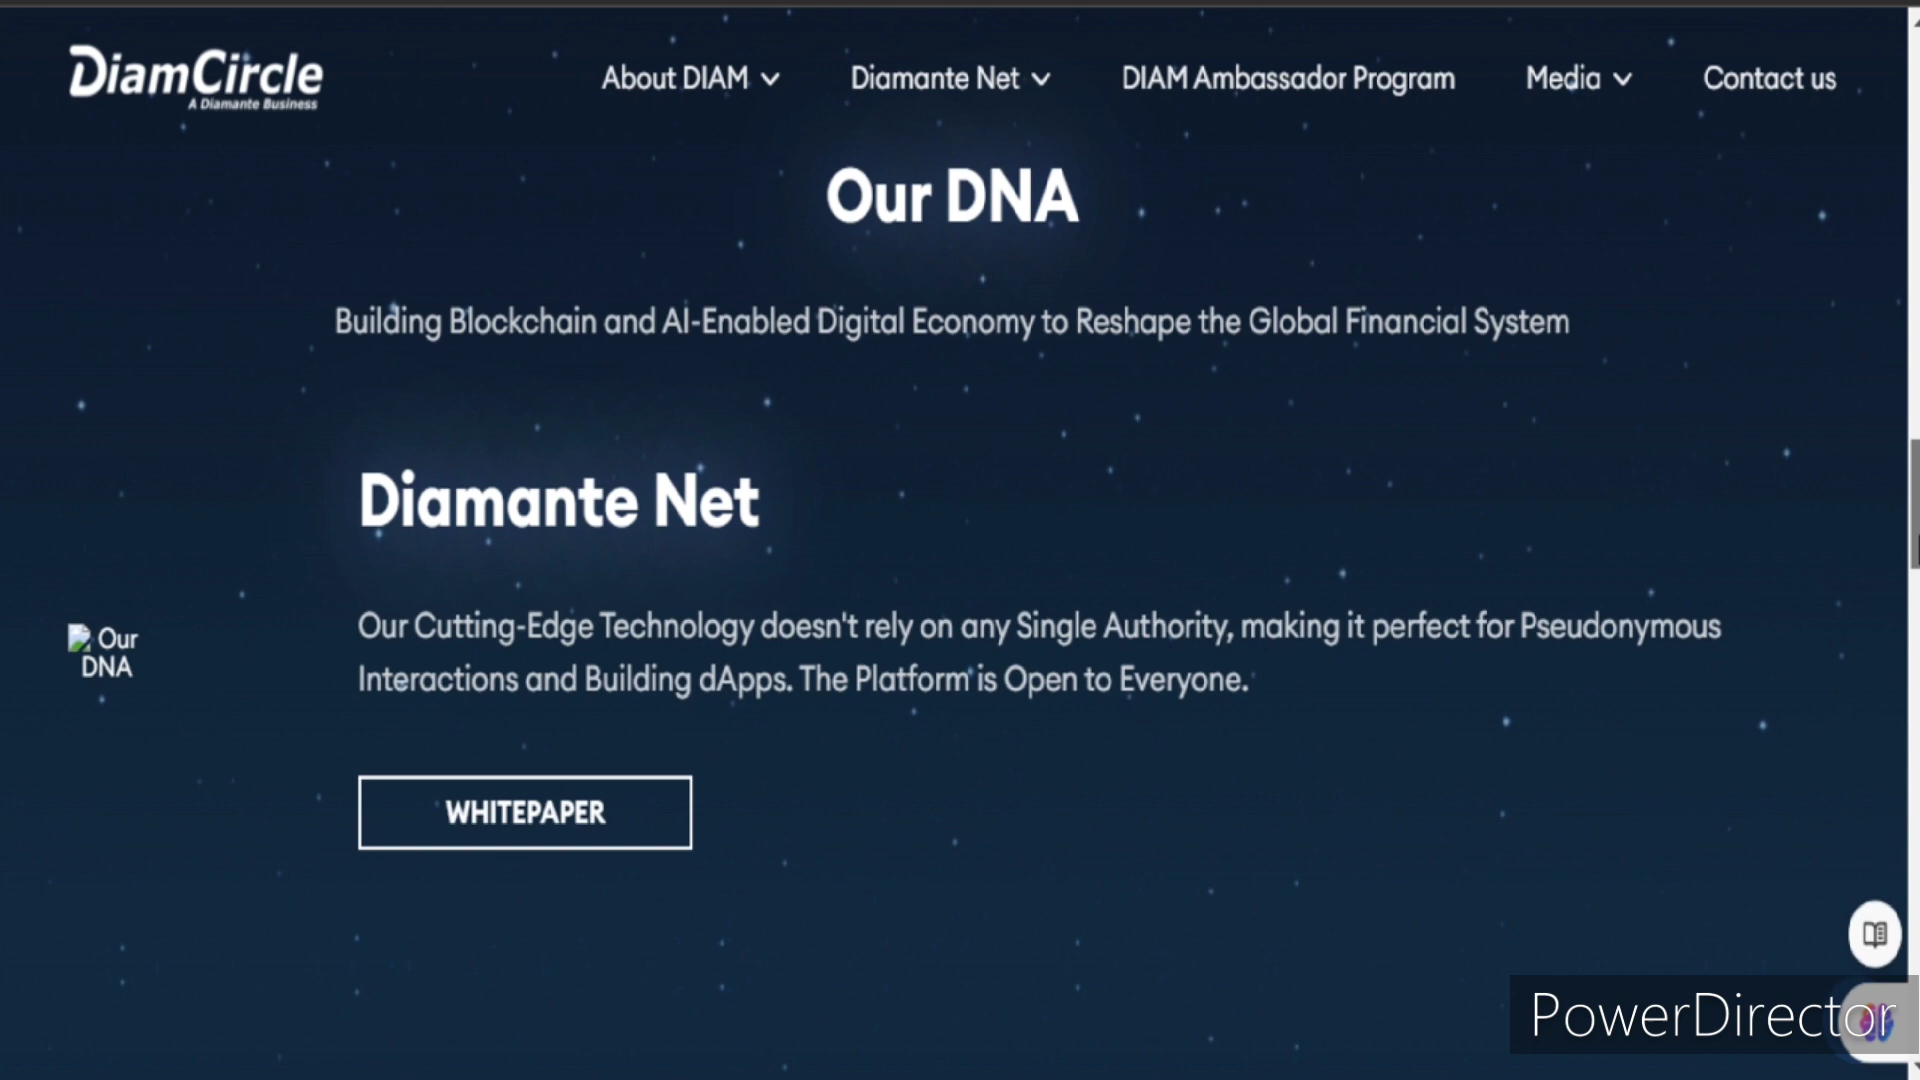 DiamCircle
A Diamante Business
About DIAM
Diamante Net
DIAM Ambassador Program
Media
Contact us
Our DNA
Building Blockchain and AI-Enabled Digital Economy to Reshape the Global Financial System
Diamante Net
Our DNA
Our Cutting-Edge Technology doesn't rely on any Single Authority, making it perfect for Pseudonymous
Interactions and Building dApps. The Platform is Open to Everyone.
WHITEPAPER
PowerDirector